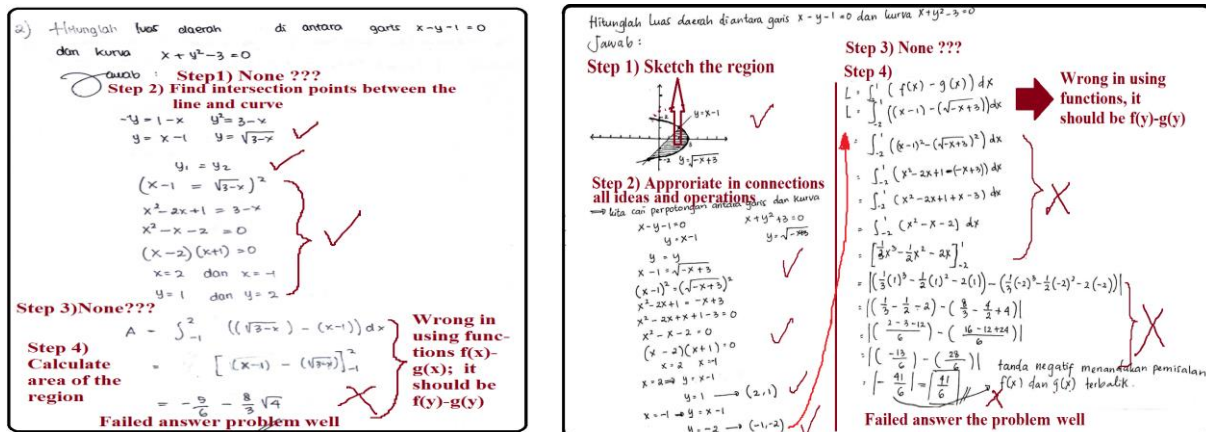 2) Hitunglah luas daerah di antara garis x-y-1=0
dan kurva x+y²-3=0
Jawab :
Step1) None ???
Step 2) Find intersection points between the
line and curve
-y = 1-x y² = 3-x
y = x-1 y = √3-x
y₁ = y₂
(x-1 = √3-x)²
x²-2x+1 = 3-x
x²-x-2 = 0
(x-2)(x+1) = 0
x=2 dan x=-1
y=1 dan y=2
Step 3)None???
Step 4)
Calculate
area of the
region
A = ∫₋₁² ((√3-x) - (x-1)) dx
= [(x-1) - (√3-x)]₋₁²
= -5/6 - 8/3 √4
Wrong in
using func-
tions f(x)-
g(x); it
should be
f(y)-g(y)
Failed answer problem well
Hitunglah luas daerah diantara garis x-y-1=0 dan kurva x+y²-3=0
Jawab :
Step 1) Sketch the region
y=x-1
y=√-x+3
Step 2) Approriate in connections
all ideas and operations
→ kita cari perpotongan antara garis dan kurva
x-y-1=0 x+y²+3=0
y=x-1 y=√-x+3
y = y
x-1 = √-x+3
(x-1)² = (√-x+3)²
x²-2x+1 = -x+3
x²-2x+x+1-3=0
x²-x-2=0
(x-2)(x+1)=0
x=2 x=-1
x=2 ⇒ y=x-1
y=1 → (2,1)
x=-1 → y=x-1
y=-2 → (-1,-2)
Step 3) None ???
Step 4)
L = ∫₋₂¹ (f(x) - g(x)) dx
L = ∫₋₂¹ ((x-1) - (√-x+3)) dx
= ∫₋₂¹ ((x-1)² - (√-x+3)²) dx
= ∫₋₂¹ (x²-2x+1-(-x+3)) dx
= ∫₋₂¹ (x²-2x+1+x-3) dx
= ∫₋₂¹ (x²-x-2) dx
= [1/3x³ - 1/2x² - 2x]₋₂¹
= |(1/3(1)³ - 1/2(1)² - 2(1)) - (1/3(-2)³ - 1/2(-2)² - 2(-2))|
= |(1/3 - 1/2 - 2) - (8/3 - 4/2 + 4)|
= |((2-3-12)/6) - ((16-12+24)/6)|
= |(-13/6) - (28/6)|
= |-41/6| = 41/6
tanda negatif menandakan pemisalan
f(x) dan g(x) terbalik.
Wrong in using
functions, it
should be f(y)-g(y)
Failed answer the problem well